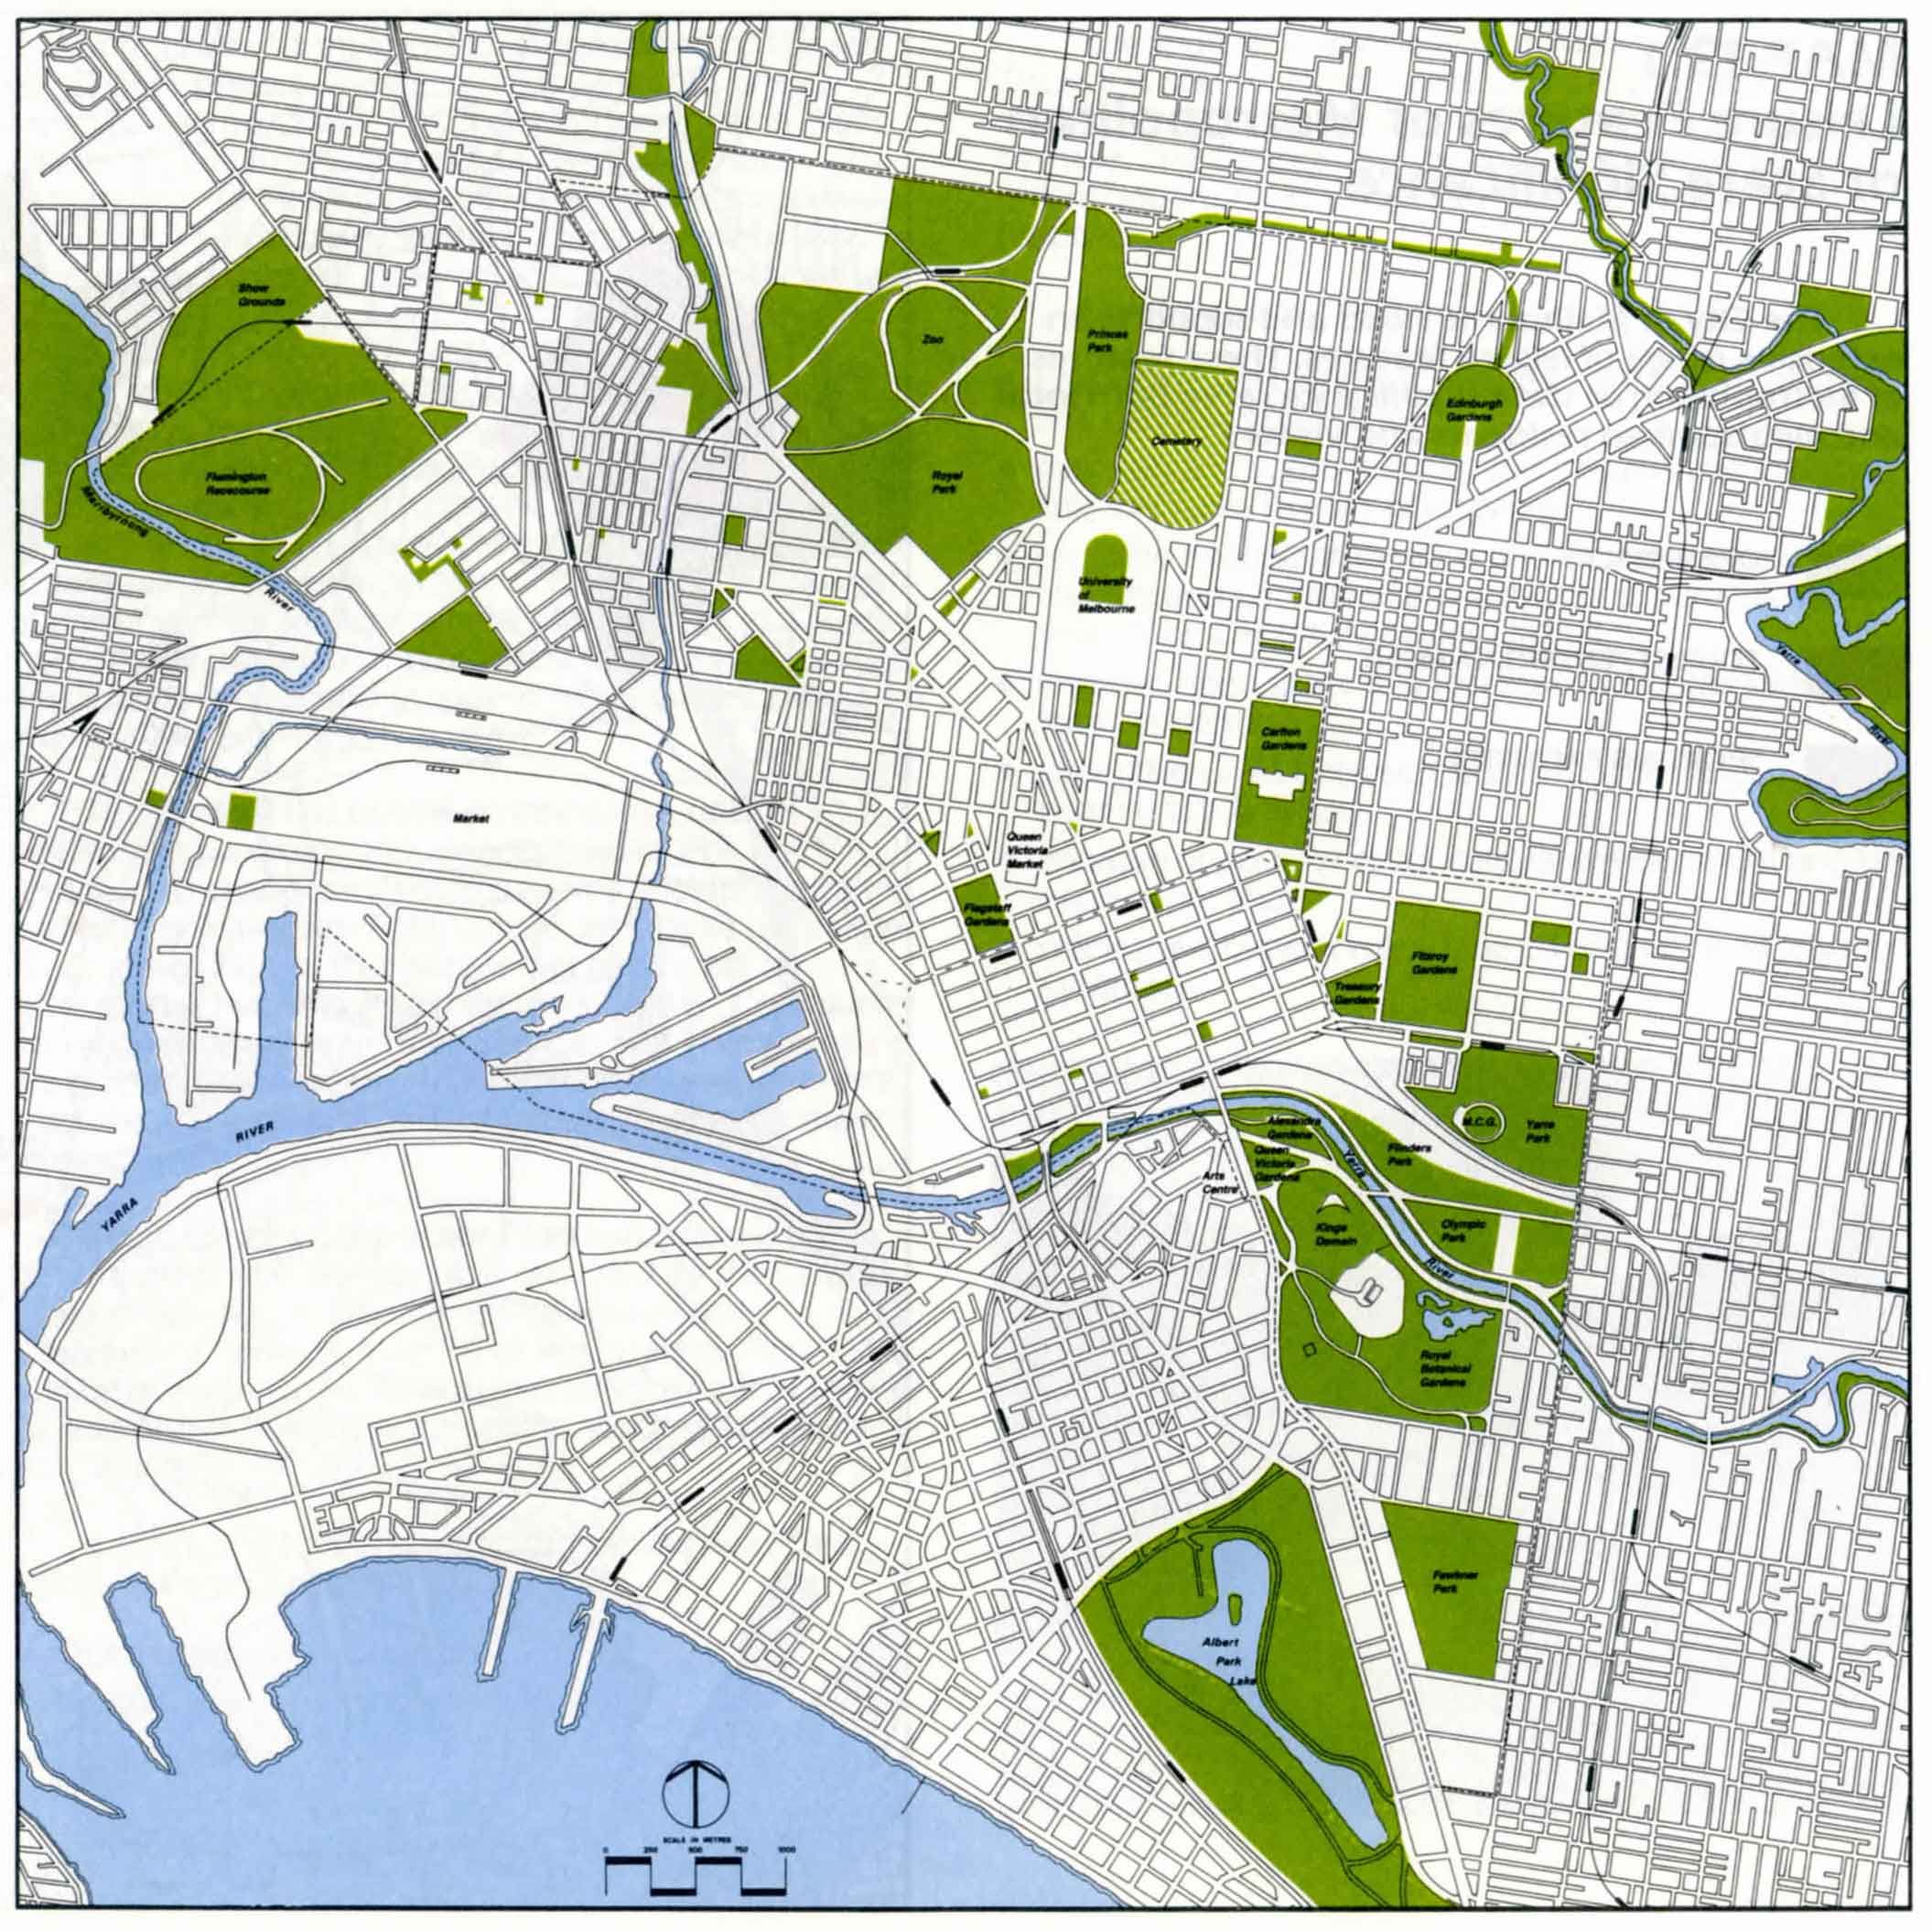 Show
Grounds
Zoo
Princes
Park
Edinburgh
Gardens
Cemetery
Flemington
Racecourse
Royal
Park
Maribyrnong
River
University
of
Melbourne
Yarra
River
Carlton
Gardens
Market
Queen
Victoria
Market
Flagstaff
Gardens
Fitzroy
Gardens
Treasury
Gardens
M.C.G.
Yarra
Park
Alexandra
Gardens
Flinders
Park
Queen
Victoria
Gardens
Yarra
River
Arts
Centre
YARRA
RIVER
Kings
Domain
Olympic
Park
Royal
Botanical
Gardens
Fawkner
Park
Albert
Park
Lake
SCALE IN METRES
0 250 500 750 1000